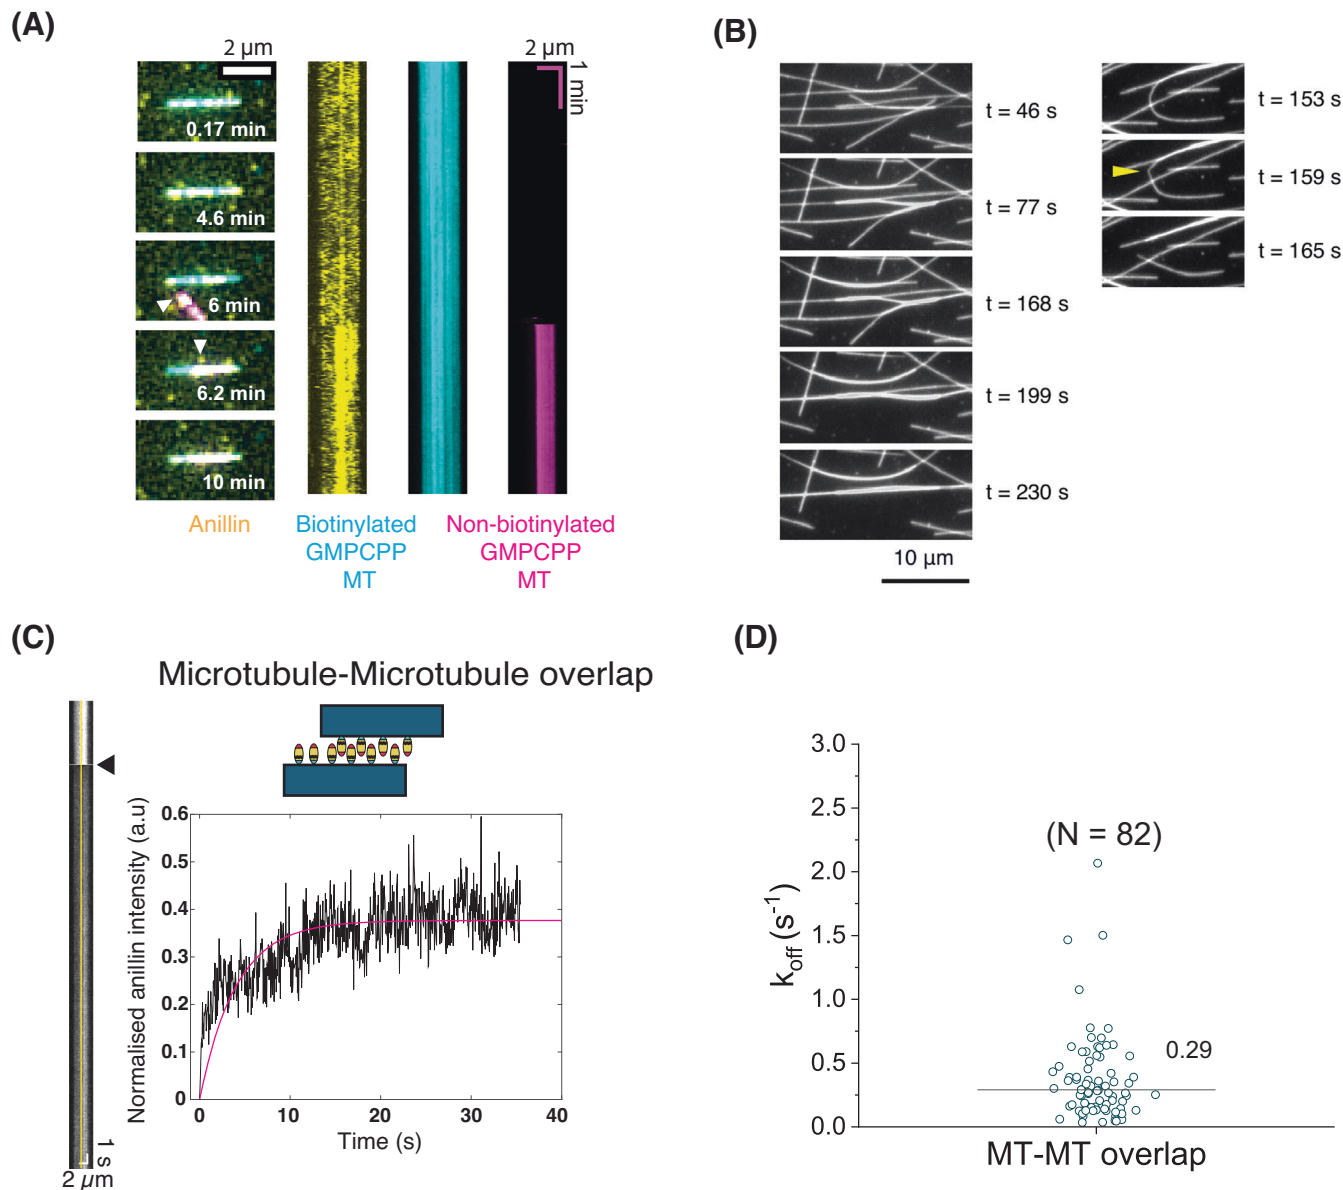 (A)
2 µm
0.17 min
4.6 min
6 min
6.2 min
10 min
2 µm
1 min
Anillin
Biotinylated
GMPCPP
MT
Non-biotinylated
GMPCPP
MT
(B)
t = 46 s
t = 77 s
t = 168 s
t = 199 s
t = 230 s
10 µm
t = 153 s
t = 159 s
t = 165 s
(C)
Microtubule-Microtubule overlap
1 s
2 µm
Normalised anillin intensity (a.u)
0.6
0.5
0.4
0.3
0.2
0.1
0
0
10
20
30
40
Time (s)
(D)
koff (s-1)
3.0
2.5
2.0
1.5
1.0
0.5
0.0
(N = 82)
0.29
MT-MT overlap